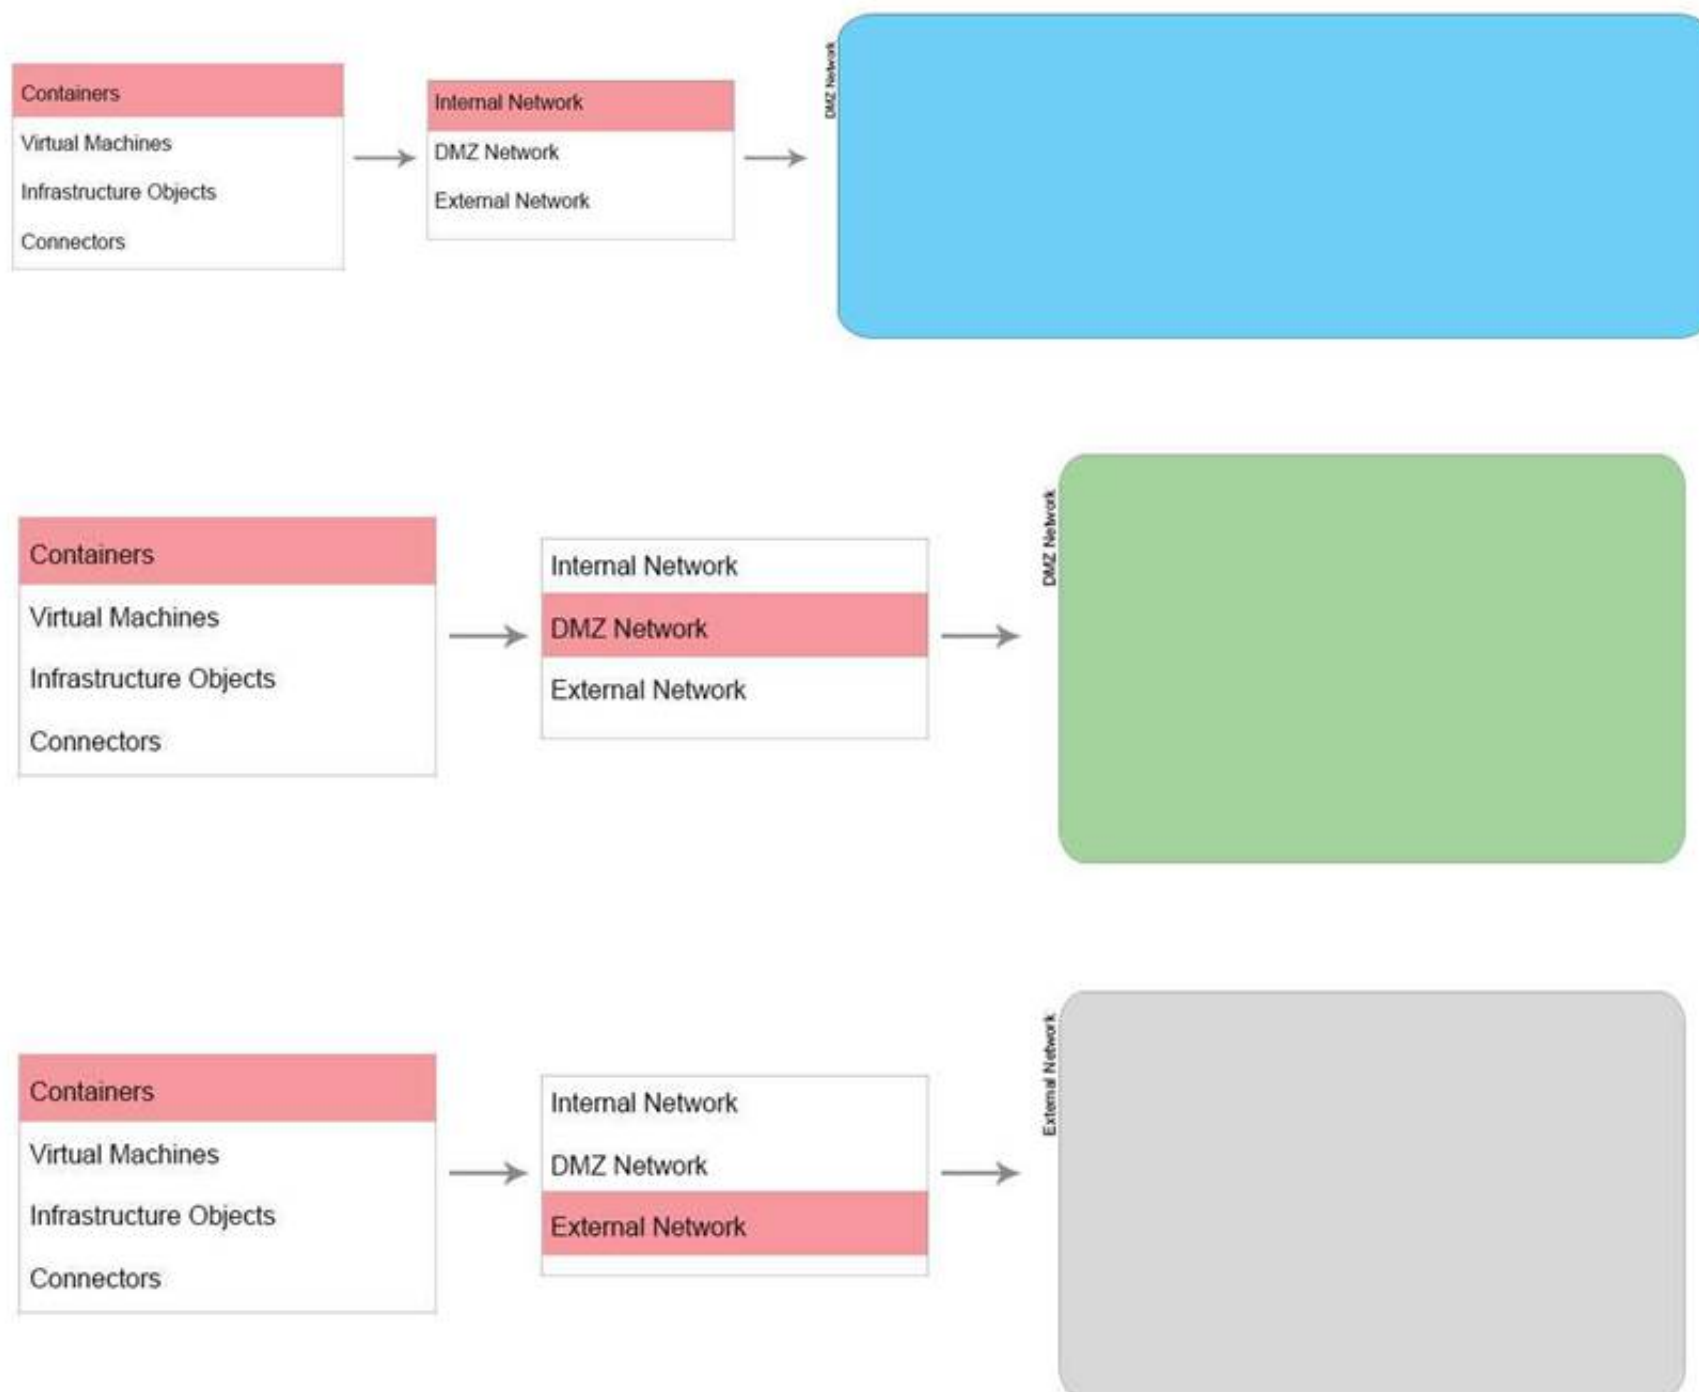 Containers
Virtual Machines
Infrastructure Objects
Connectors
Internal Network
DMZ Network
External Network
DMZ Network
Containers
Virtual Machines
Infrastructure Objects
Connectors
Internal Network
DMZ Network
External Network
DMZ Network
Containers
Virtual Machines
Infrastructure Objects
Connectors
Internal Network
DMZ Network
External Network
External Network